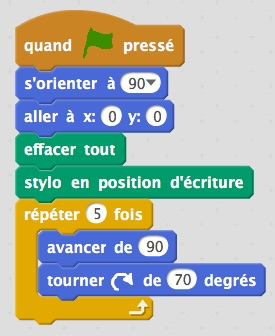 quand pressé
s'orienter à 90
aller à x: 0 y: 0
effacer tout
stylo en position d'écriture
répéter 5 fois
avancer de 90
tourner de 70 degrés